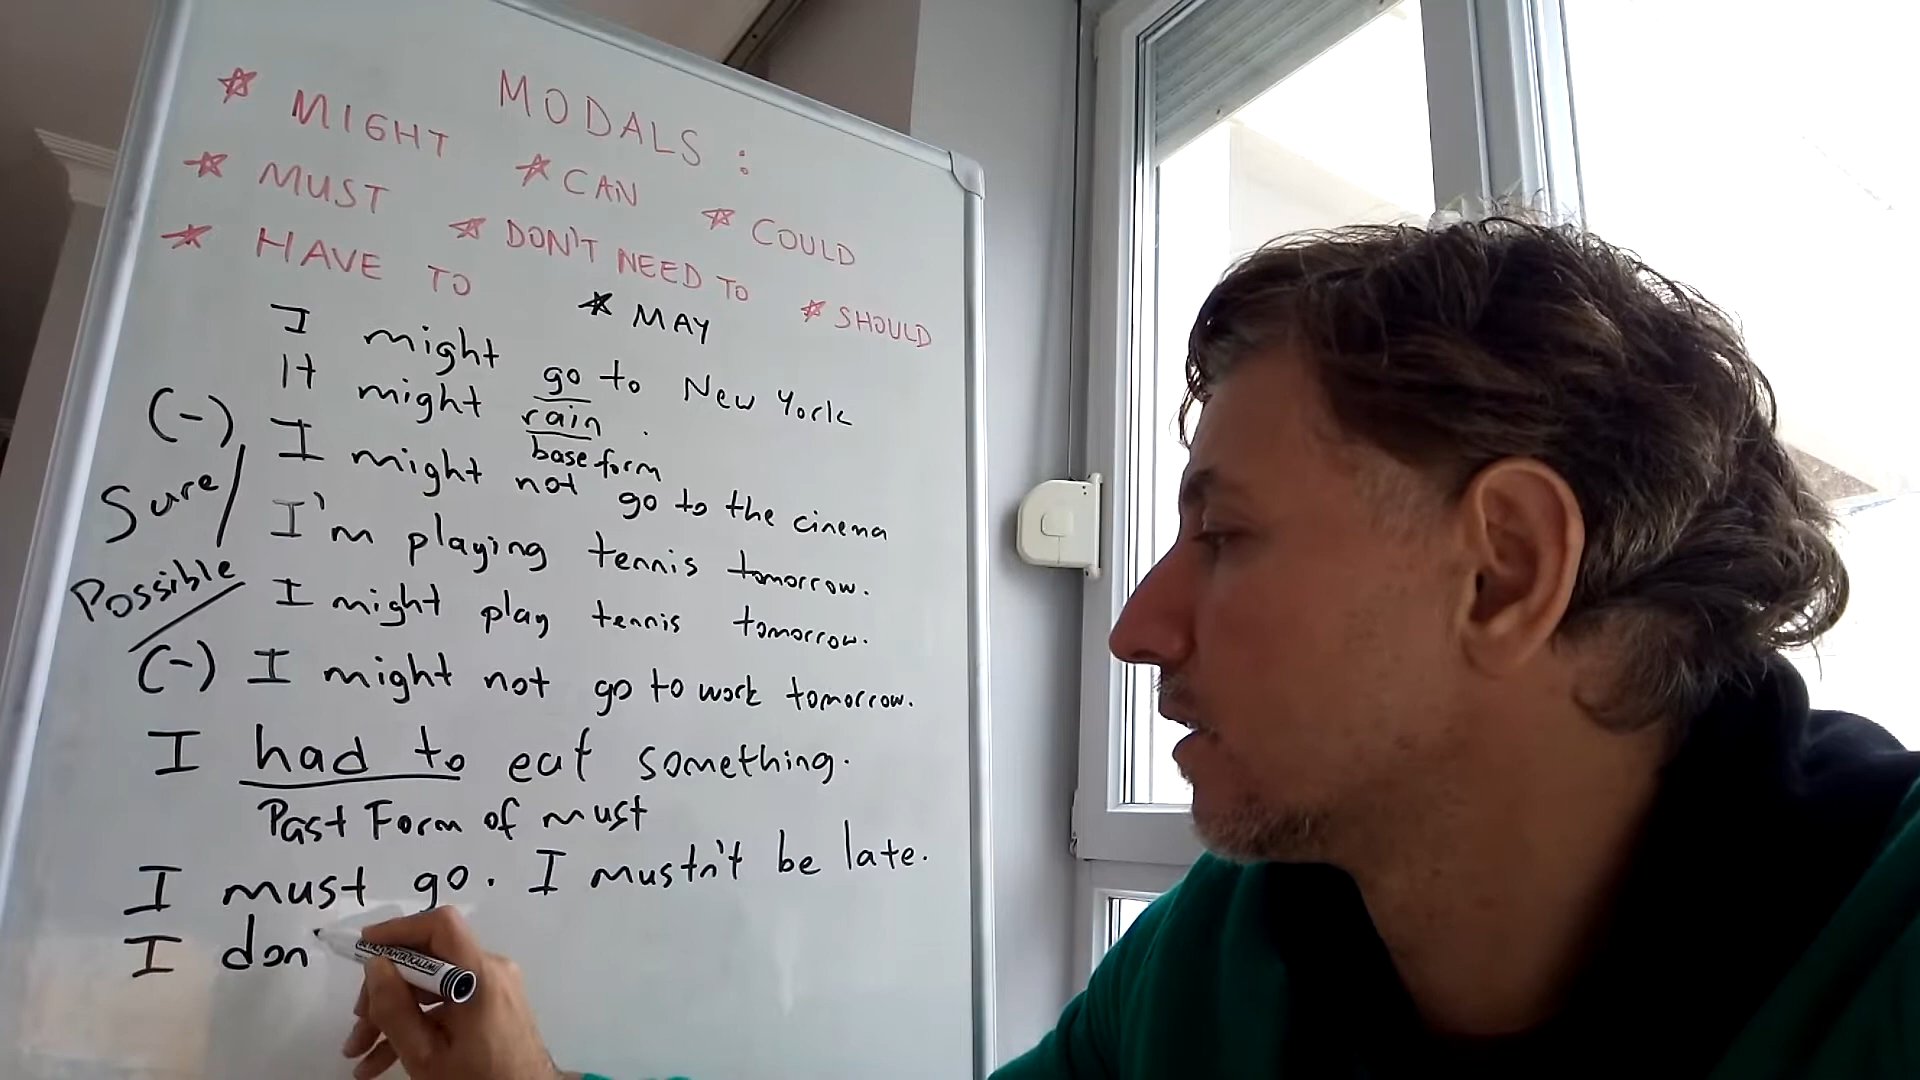 MODALS :
* MIGHT * CAN * COULD
* MUST * DON'T NEED TO * SHOULD
* HAVE TO * MAY
I might go to New York
It might rain.
base form
(-) I might not go to the cinema
Sure I'm playing tennis tomorrow.
Possible I might play tennis tomorrow.
(-) I might not go to work tomorrow.
I had to eat something.
Past Form of must
I must go. I mustn't be late.
I don